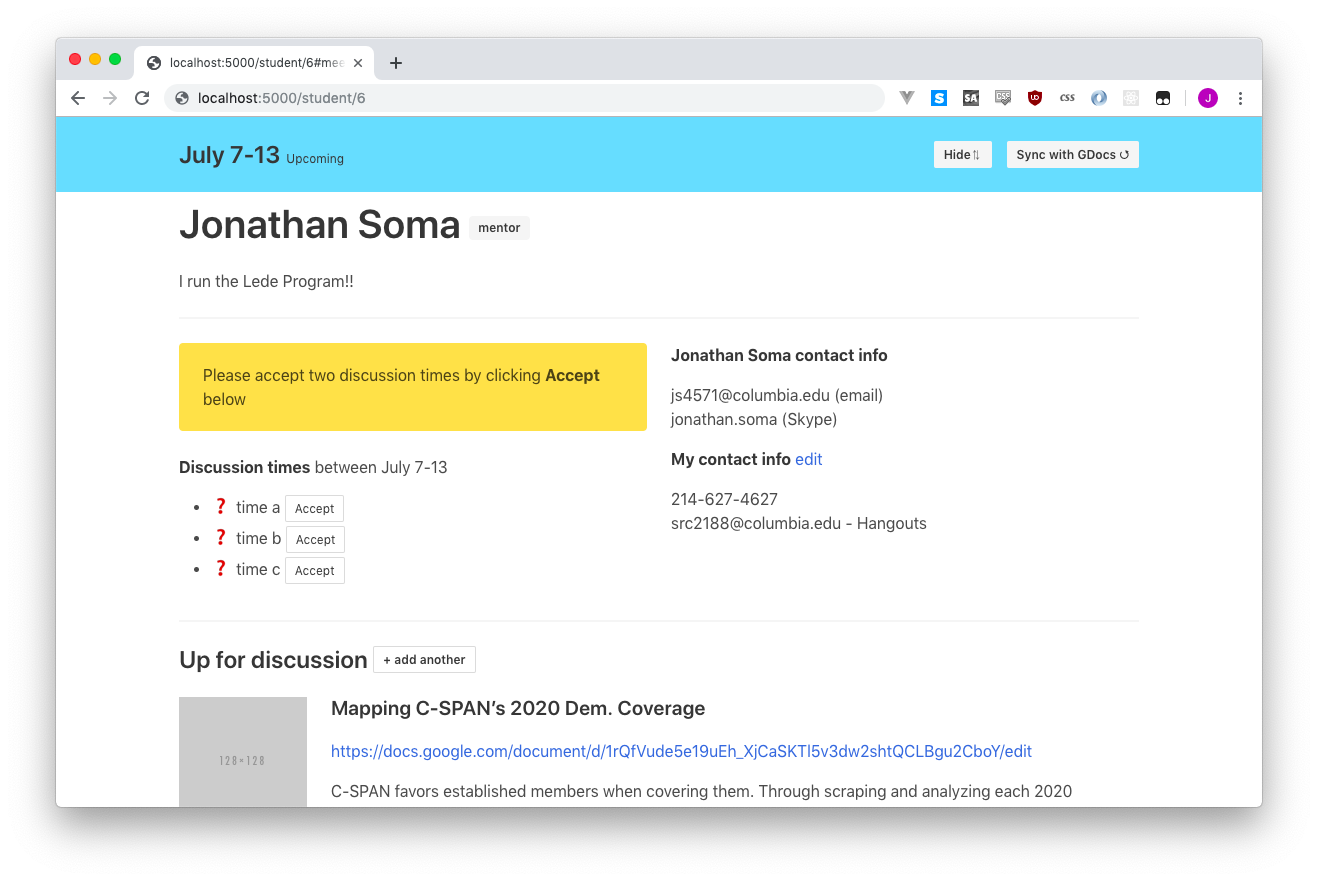 localhost:5000/student/6#mee
localhost:5000/student/6
S
SA
CSS
UD
css
J
July 7-13 Upcoming
Hide⇅
Sync with GDocs ↺
Jonathan Soma mentor
I run the Lede Program!!
Please accept two discussion times by clicking Accept
below
Discussion times between July 7-13
• ❓ time a Accept
• ❓ time b Accept
• ❓ time c Accept
Jonathan Soma contact info
js4571@columbia.edu (email)
jonathan.soma (Skype)
My contact info edit
214-627-4627
src2188@columbia.edu - Hangouts
Up for discussion + add another
128×128
Mapping C-SPAN’s 2020 Dem. Coverage
https://docs.google.com/document/d/1rQfVude5e19uEh_XjCaSKTl5v3dw2shtQCLBgu2CboY/edit
C-SPAN favors established members when covering them. Through scraping and analyzing each 2020